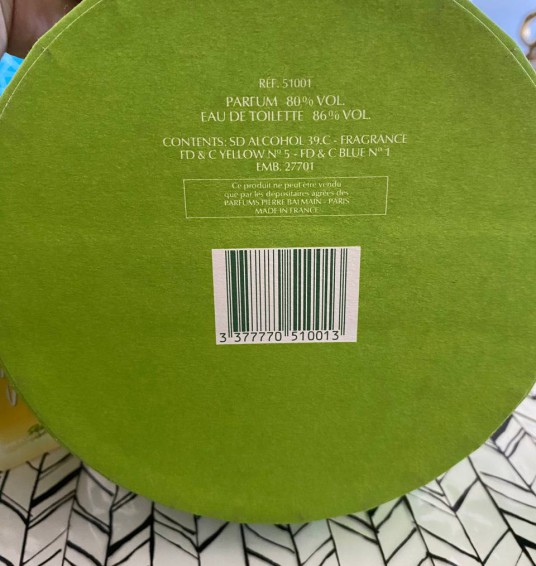 REF. 51001
PARFUM 80% VOL.
EAU DE TOILETTE 86% VOL.
CONTENTS: SD ALCOHOL 39.C - FRAGRANCE
FD & C YELLOW Nº 5 - FD & C BLUE Nº 1
EMB. 27701
Ce produit ne peut être vendu
que par les dépositaires agréés des
PARFUMS PIERRE BALMAIN - PARIS
MADE IN FRANCE
3 377770 510013